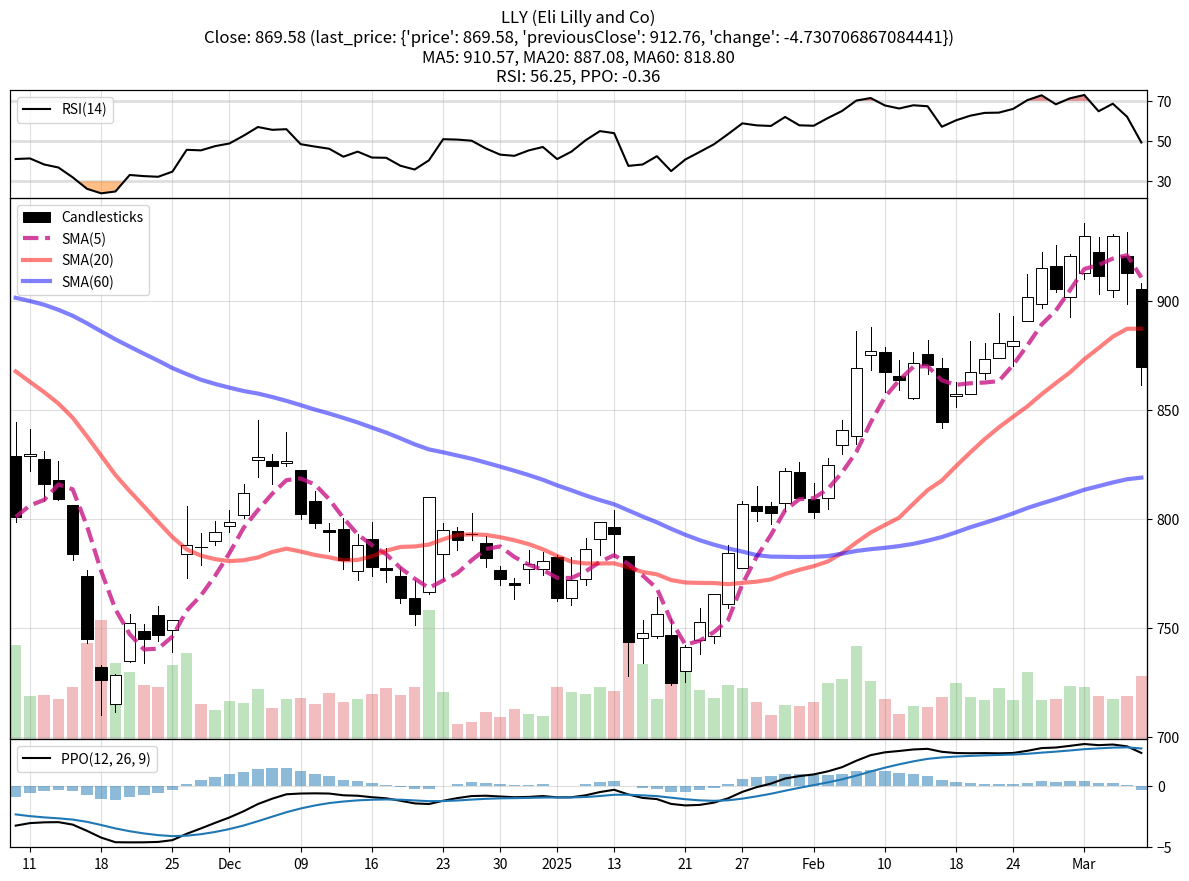 LLY (Eli Lilly and Co)
Close: 869.58 (last_price: {'price': 869.58, 'previousClose': 912.76, 'change': -4.730706867084441})
MA5: 910.57, MA20: 887.08, MA60: 818.80
RSI: 56.25, PPO: -0.36
RSI(14)
70
50
30
Candlesticks
SMA(5)
SMA(20)
SMA(60)
900
850
800
750
700
PPO(12, 26, 9)
0
−5
11 18 25 Dec 09 16 23 30 2025 13 21 27 Feb 10 18 24 Mar